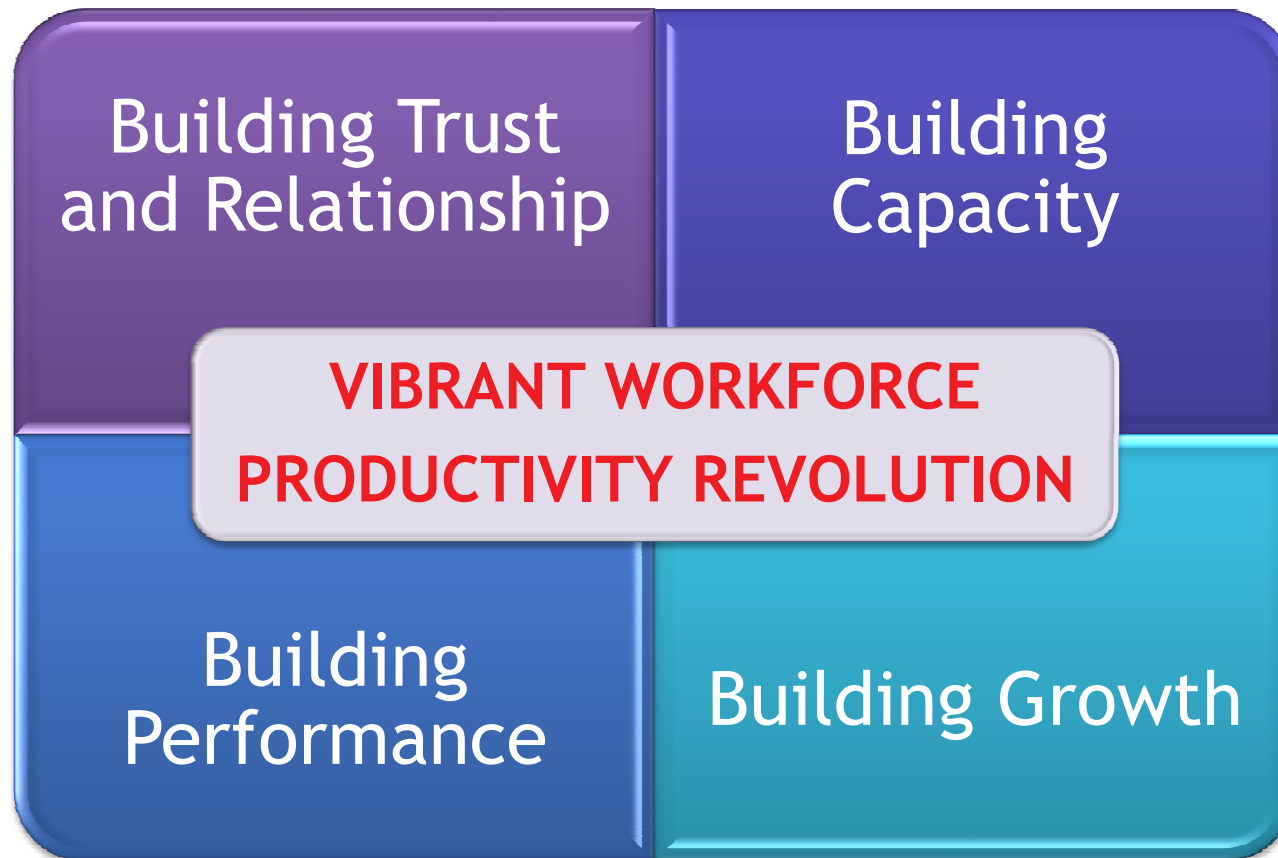 Building Trust
and Relationship
Building
Capacity
VIBRANT WORKFORCE
PRODUCTIVITY REVOLUTION
Building
Performance
Building Growth